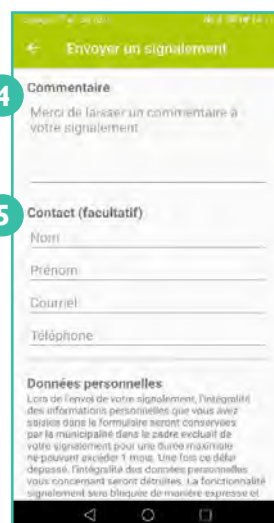 Envoyer un signalement
4
Commentaire
Merci de laisser un commentaire à
votre signalement
5
Contact (facultatif)
Nom
Prénom
Courriel
Téléphone
Données personnelles
Lors de l'envoi de votre signalement, l'intégralité
des informations personnelles que vous avez
saisies dans le formulaire seront conservées
par la municipalité dans le cadre exclusif de
votre signalement pour une durée maximale
ne pouvant excéder 1 mois. Une fois ce délai
dépassé, l'intégralité des données personnelles
vous concernant seront détruites. La fonctionnalité
signalement sera bloquée de manière expresse et